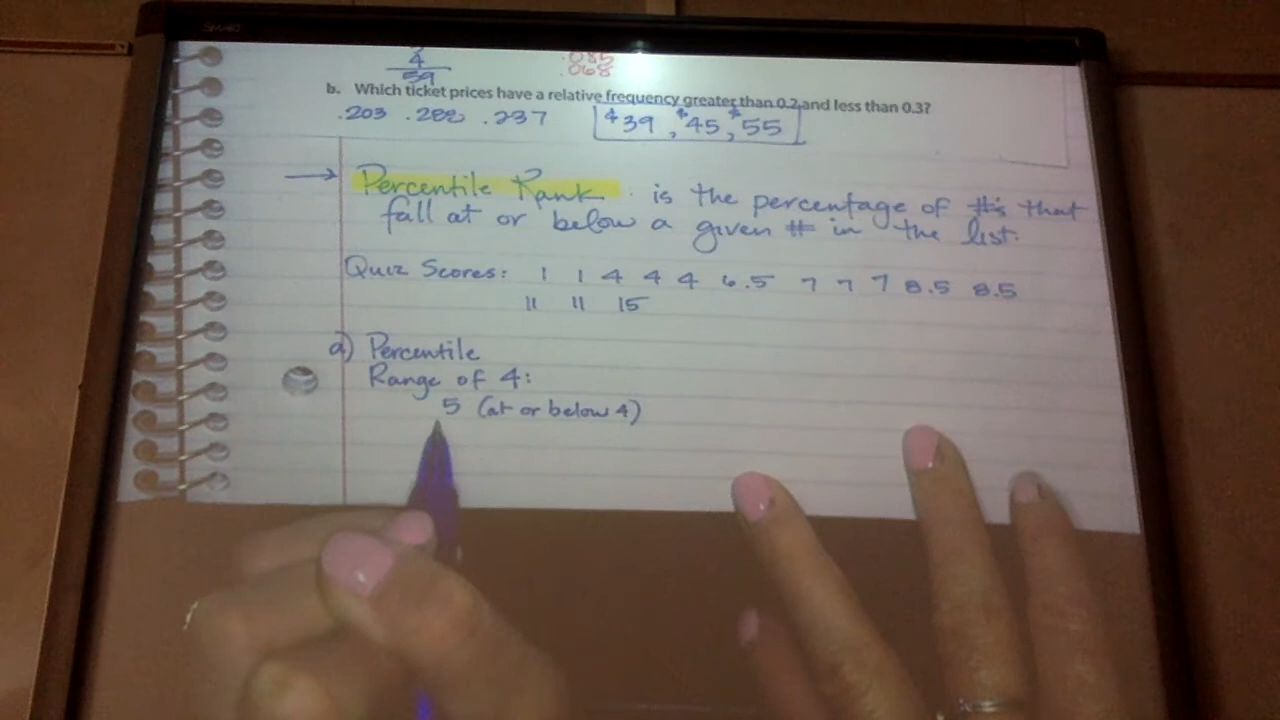 4
59
.085
.068
b. Which ticket prices have a relative frequency greater than 0.2 and less than 0.3?
.203 .288 .237 $39, $45, $55
→ Percentile Rank is the percentage of #'s that
fall at or below a given # in the list.
Quiz Scores: 1 1 4 4 4 6.5 7 7 7 8.5 8.5
11 11 15
a) Percentile
Range of 4:
5 (at or below 4)